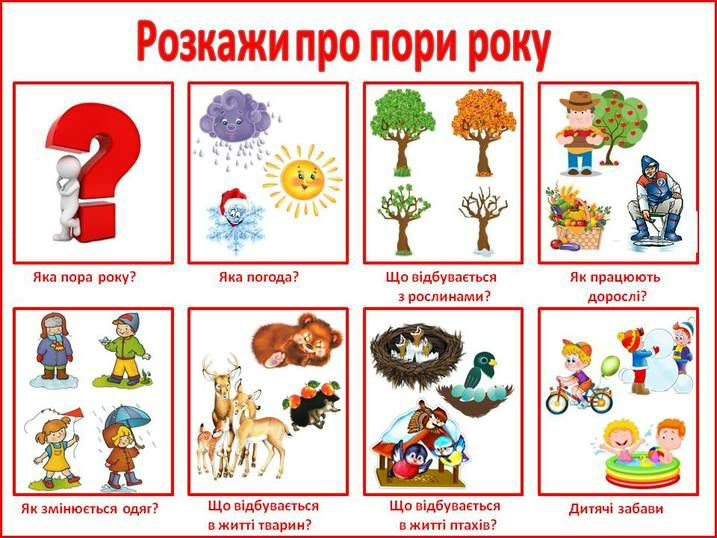 Розкажи про пори року
Яка пора року?
Яка погода?
Що відбувається
з рослинами?
Як працюють
дорослі?
Як змінюється одяг?
Що відбувається
в житті тварин?
Що відбувається
в житті птахів?
Дитячі забави